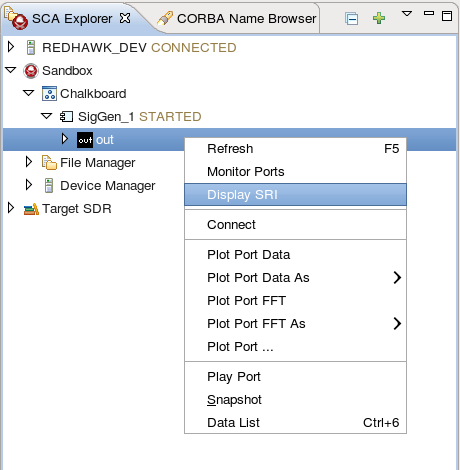 SCA Explorer CORBA Name Browser
REDHAWK_DEV CONNECTED
Sandbox
Chalkboard
SigGen_1 STARTED
out out
File Manager
Device Manager
Target SDR
Refresh F5
Monitor Ports
Display SRI
Connect
Plot Port Data
Plot Port Data As
Plot Port FFT
Plot Port FFT As
Plot Port ...
Play Port
Snapshot
Data List Ctrl+6